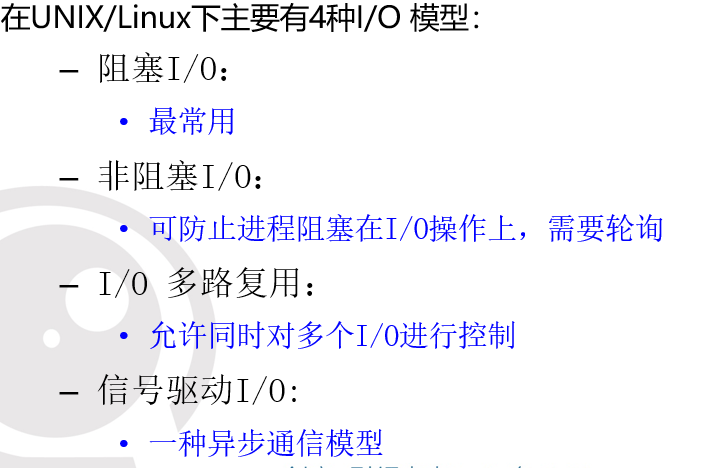 在UNIX/Linux下主要有4种I/O 模型：
– 阻塞I/O：
• 最常用
– 非阻塞I/O：
• 可防止进程阻塞在I/O操作上，需要轮询
– I/O 多路复用：
• 允许同时对多个I/O进行控制
– 信号驱动I/O:
• 一种异步通信模型